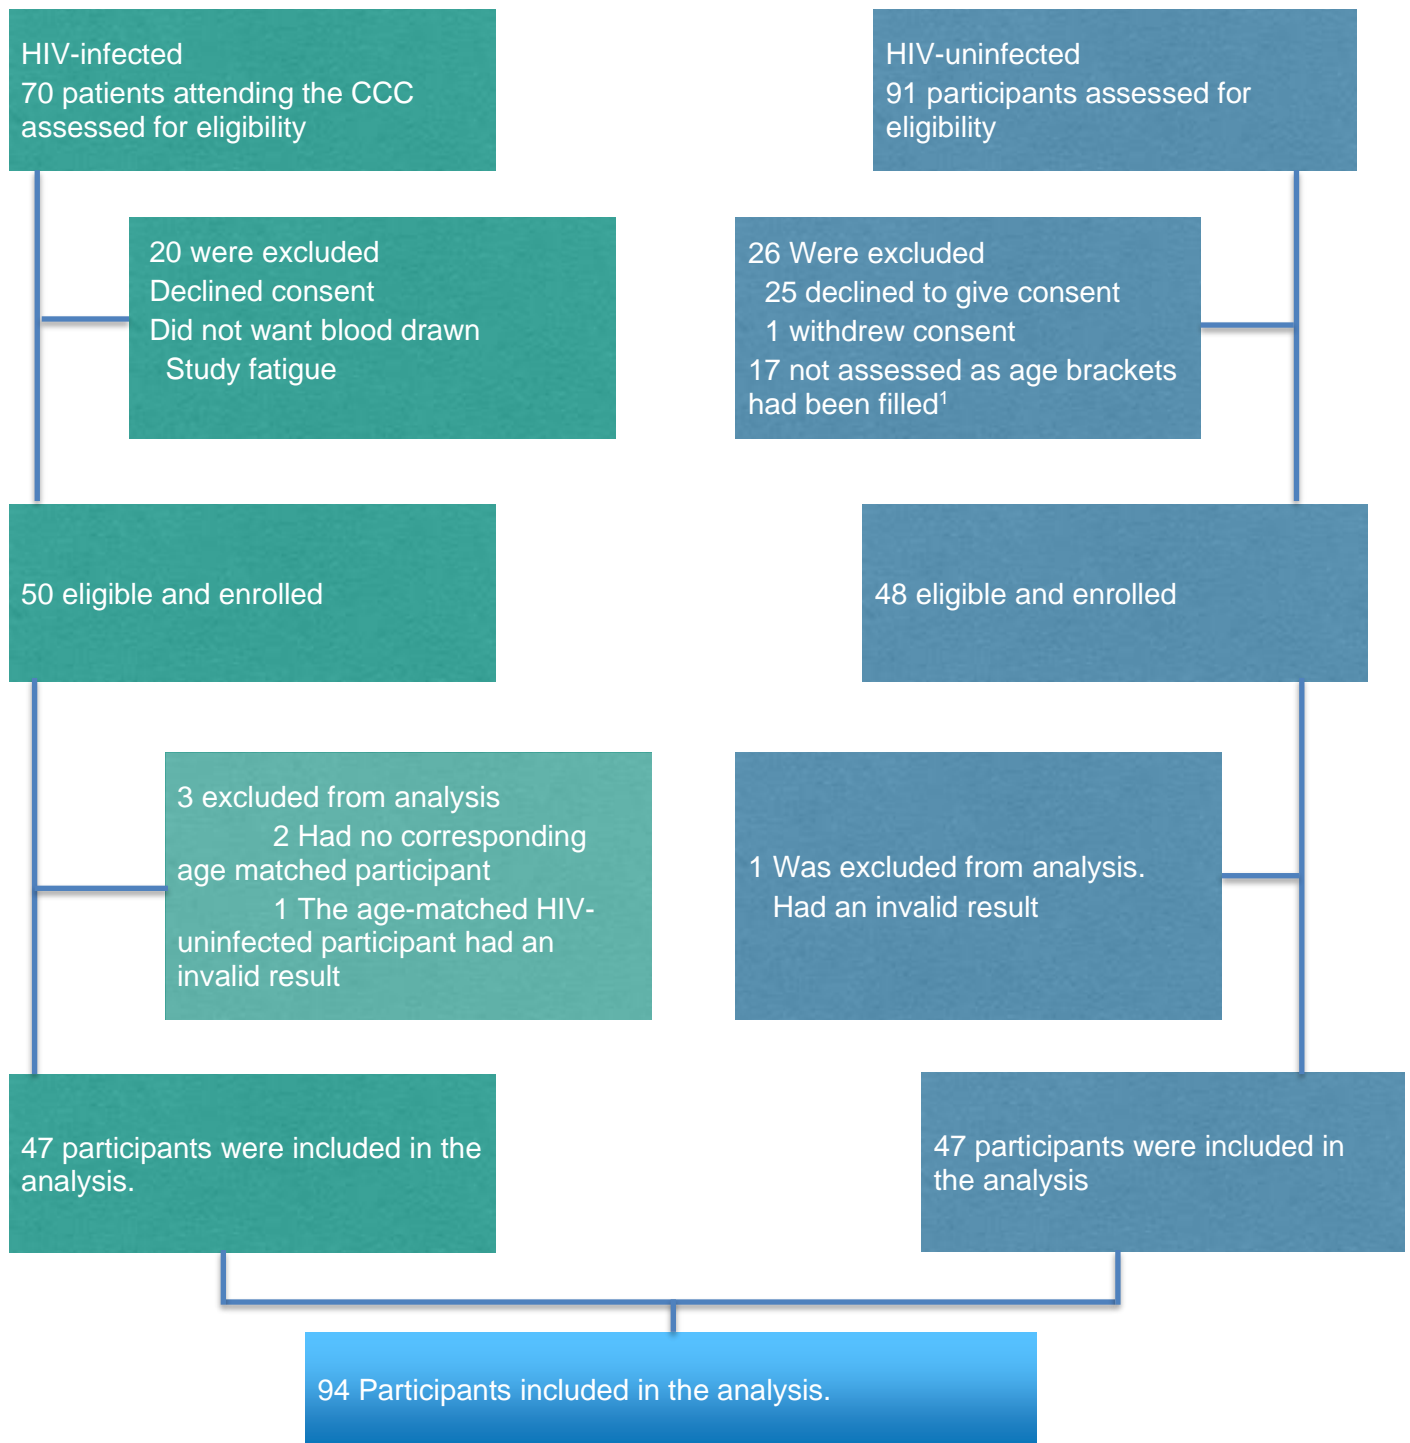 HIV-infected
70 patients attending the CCC
assessed for eligibility
HIV-uninfected
91 participants assessed for
eligibility
20 were excluded
Declined consent
Did not want blood drawn
Study fatigue
26 Were excluded
25 declined to give consent
1 withdrew consent
17 not assessed as age brackets
had been filled¹
50 eligible and enrolled
48 eligible and enrolled
3 excluded from analysis
2 Had no corresponding
age matched participant
1 The age-matched HIV-
uninfected participant had an
invalid result
1 Was excluded from analysis.
Had an invalid result
47 participants were included in the
analysis.
47 participants were included in
the analysis
94 Participants included in the analysis.